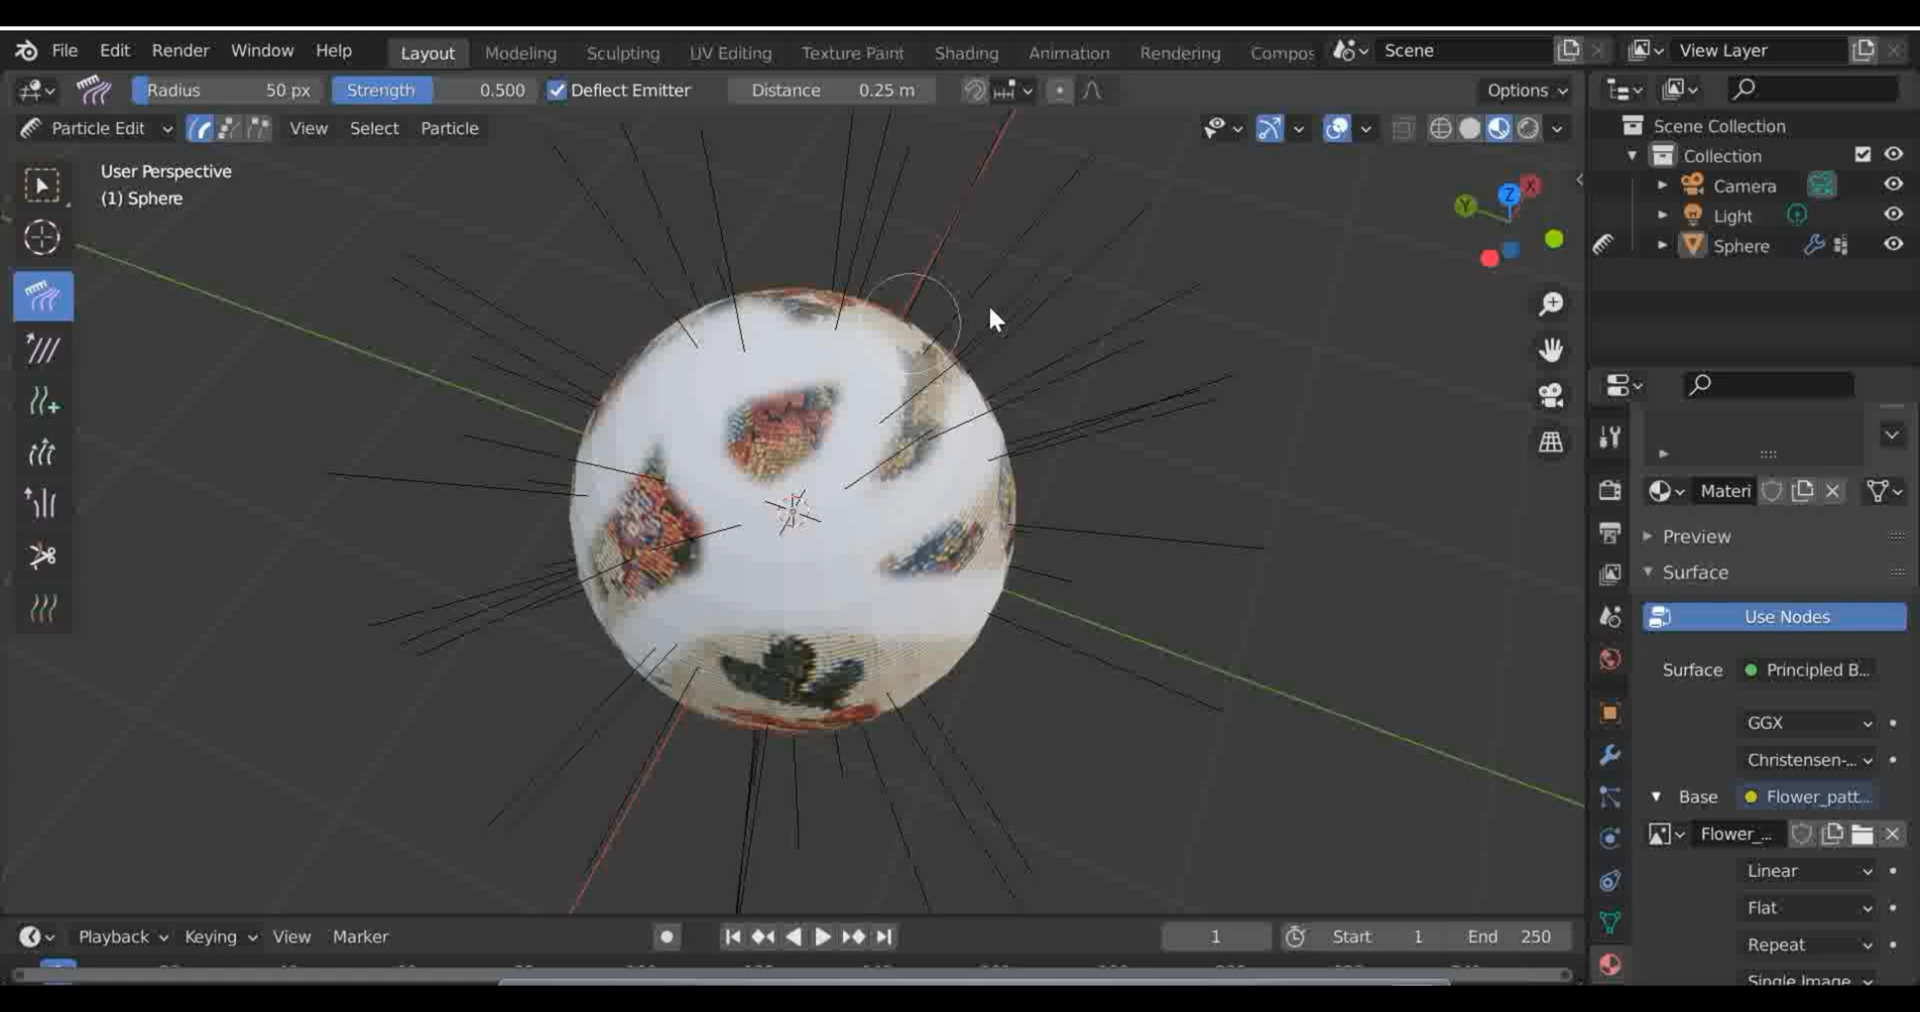 File Edit Render Window Help Layout Modeling Sculpting UV Editing Texture Paint Shading Animation Rendering Compos Scene View Layer
Radius 50 px Strength 0.500 Deflect Emitter Distance 0.25 m Options
Particle Edit View Select Particle
Scene Collection
Collection
User Perspective
(1) Sphere
Camera
Light
Sphere
X
Y
Z
Materi
Preview
Surface
Use Nodes
Surface Principled B...
GGX
Christensen-...
Base Flower_patt...
Flower_...
Linear
Flat
Repeat
Single Image
Playback Keying View Marker 1 Start 1 End 250